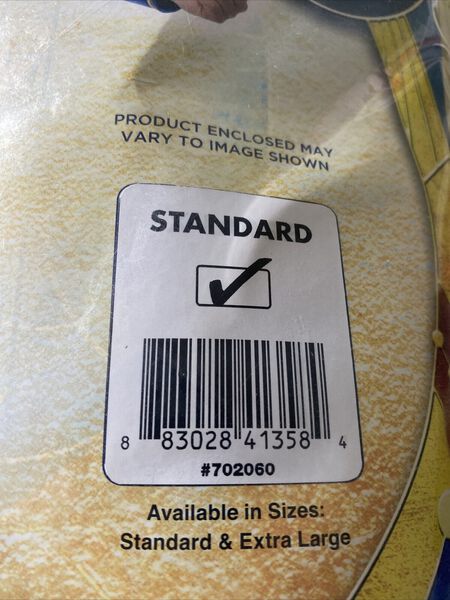 PRODUCT ENCLOSED MAY
VARY TO IMAGE SHOWN
STANDARD
8 83028 41358 4
#702060
Available in Sizes:
Standard & Extra Large